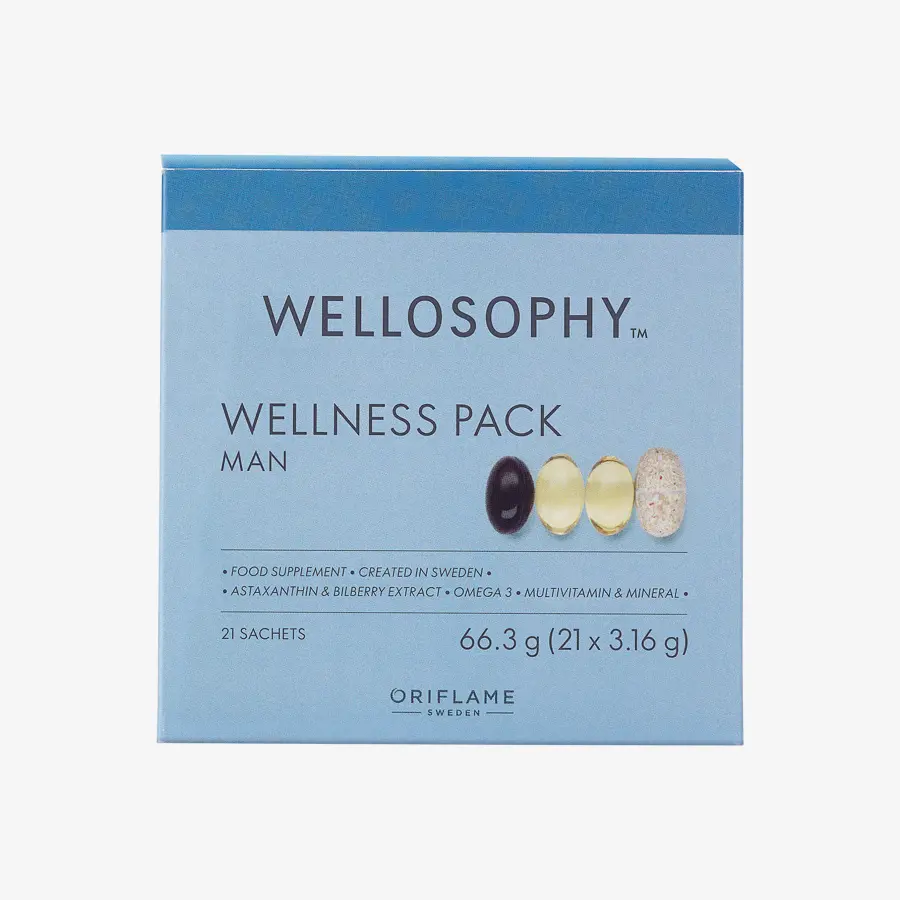 WELLOSOPHY™
WELLNESS PACK
MAN
• FOOD SUPPLEMENT • CREATED IN SWEDEN •
• ASTAXANTHIN & BILBERRY EXTRACT • OMEGA 3 • MULTIVITAMIN & MINERAL •
21 SACHETS
66.3 g (21 x 3.16 g)
ORIFLAME
SWEDEN